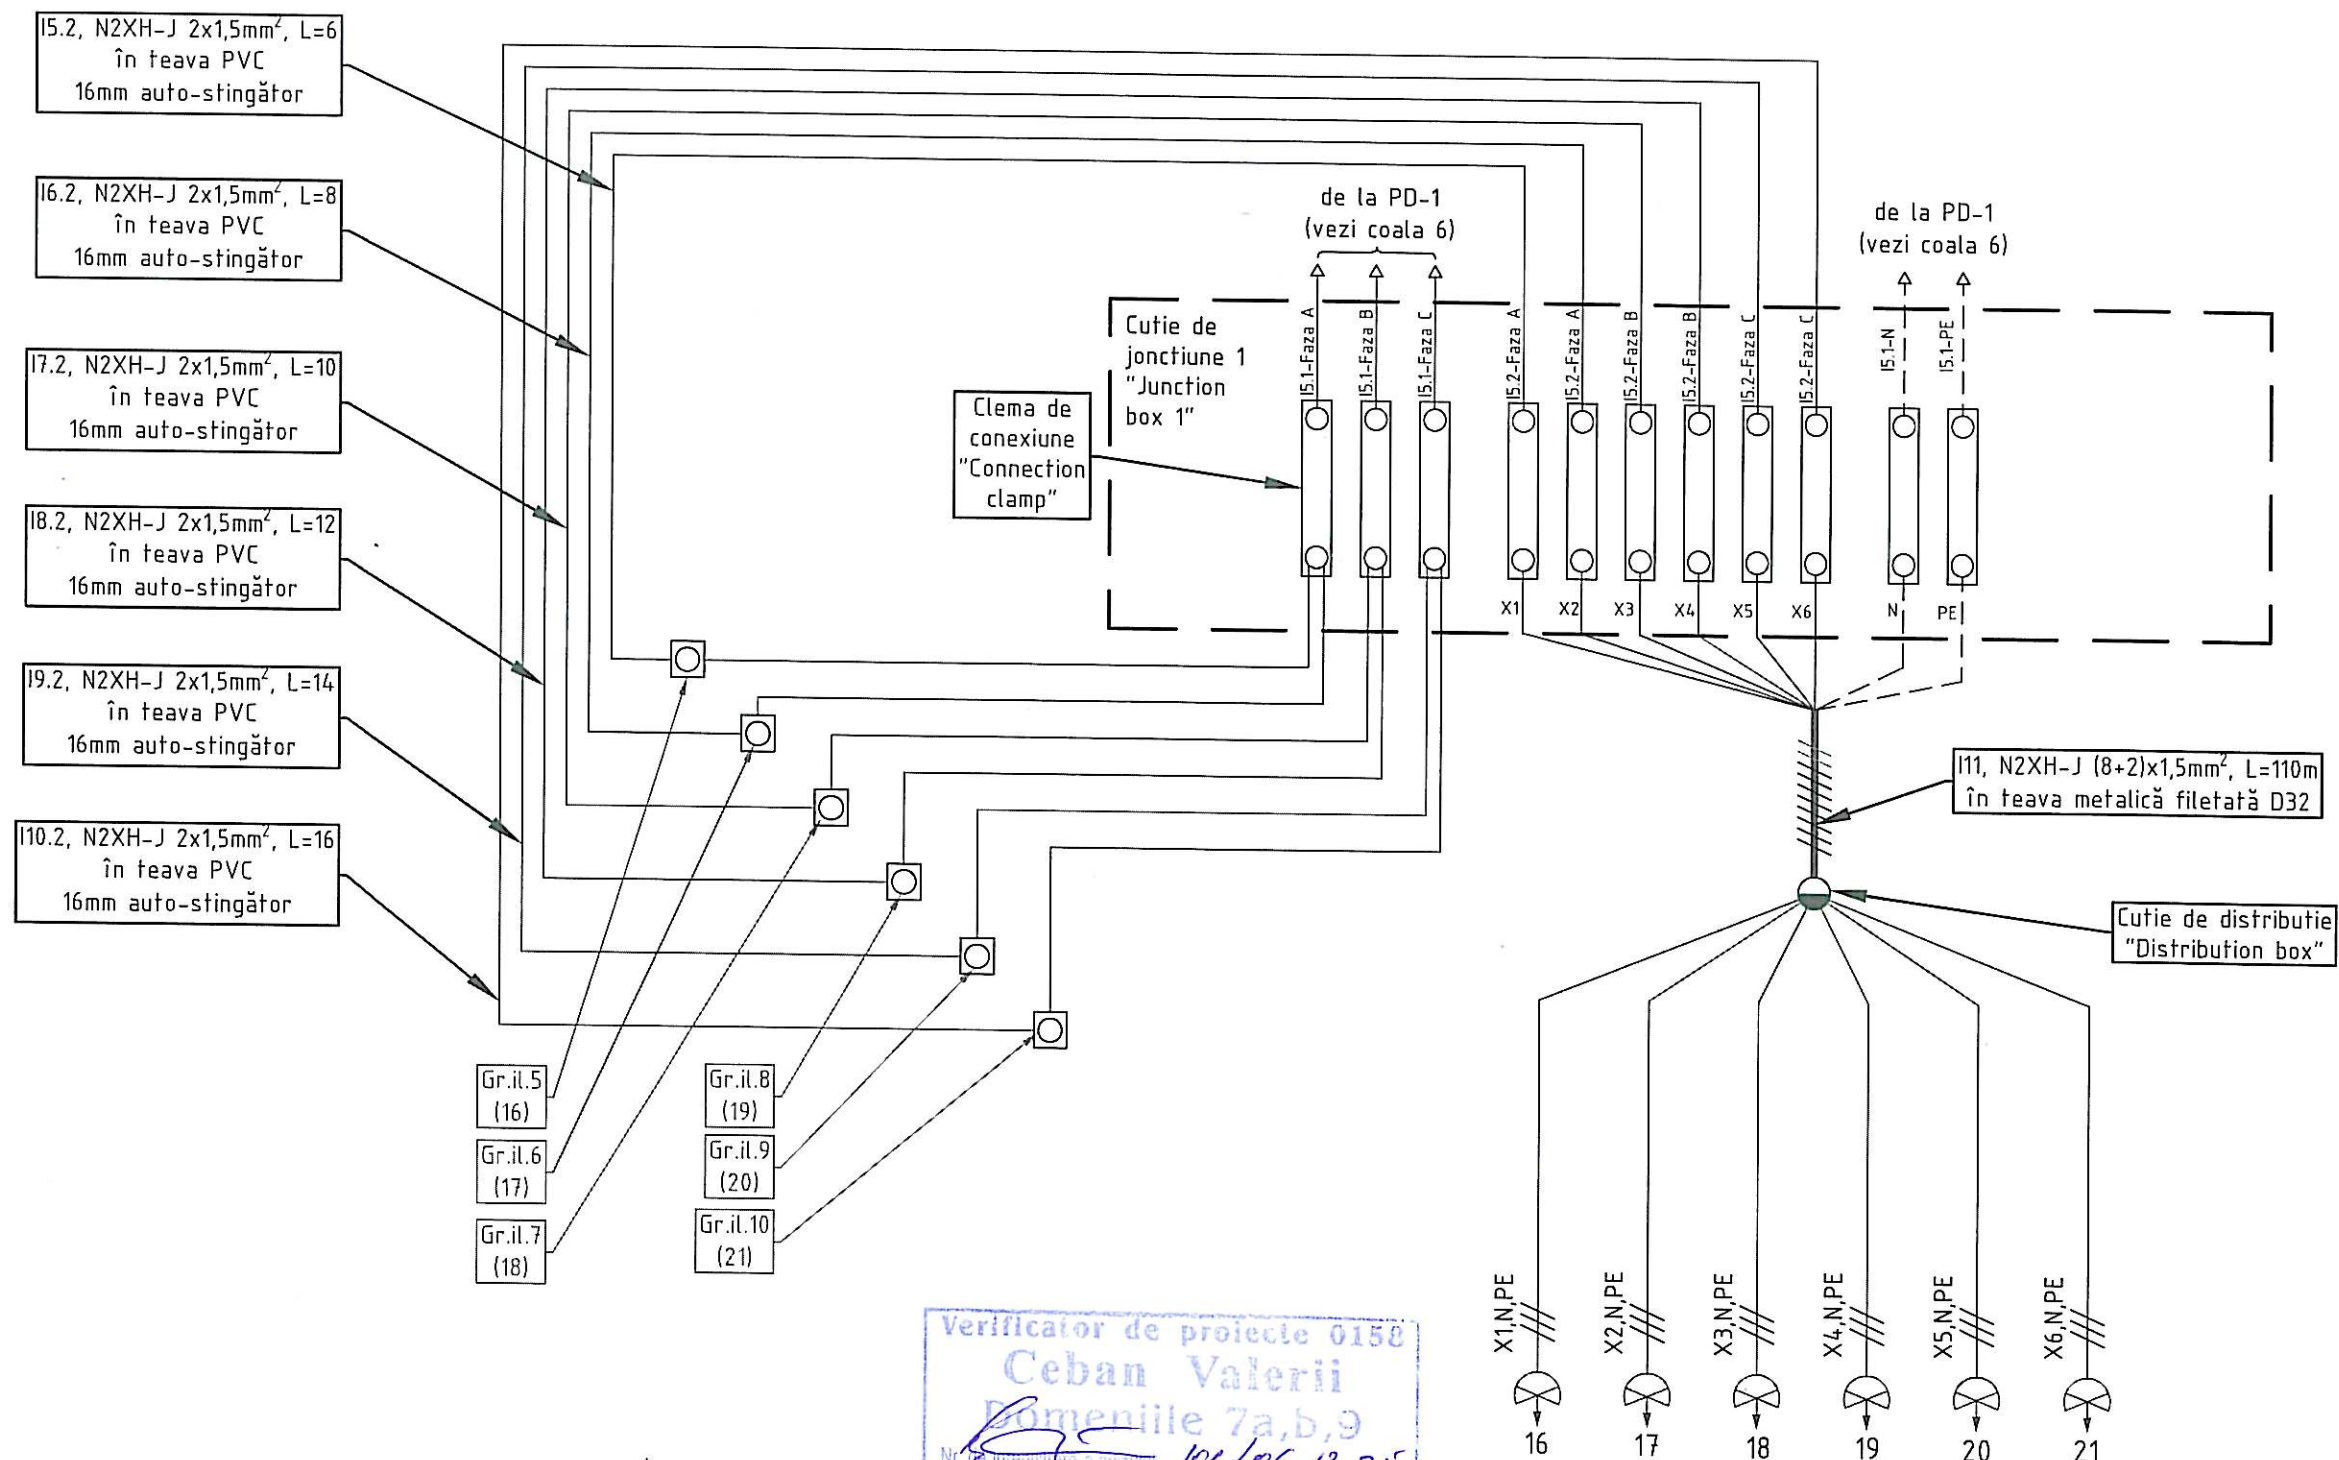 I5.2, N2XH-J 2x1,5mm², L=6
în teava PVC
16mm auto-stingător
I6.2, N2XH-J 2x1,5mm², L=8
în teava PVC
16mm auto-stingător
I7.2, N2XH-J 2x1,5mm², L=10
în teava PVC
16mm auto-stingător
I8.2, N2XH-J 2x1,5mm², L=12
în teava PVC
16mm auto-stingător
I9.2, N2XH-J 2x1,5mm², L=14
în teava PVC
16mm auto-stingător
I10.2, N2XH-J 2x1,5mm², L=16
în teava PVC
16mm auto-stingător
de la PD-1
(vezi coala 6)
de la PD-1
(vezi coala 6)
Cutie de
jonctiune 1
"Junction
box 1"
Clema de
conexiune
"Connection
clamp"
I5.1-Faza A
I5.1-Faza B
I5.1-Faza C
I5.2-Faza A
I5.2-Faza A
I5.2-Faza B
I5.2-Faza B
I5.2-Faza C
I5.2-Faza C
I5.1-N
I5.1-PE
X1
X2
X3
X4
X5
X6
N
PE
I11, N2XH-J (8+2)x1,5mm², L=110m
în teava metalică filetată D32
Cutie de distributie
"Distribution box"
Gr.il.5
(16)
Gr.il.6
(17)
Gr.il.7
(18)
Gr.il.8
(19)
Gr.il.9
(20)
Gr.il.10
(21)
X1,N,PE
X2,N,PE
X3,N,PE
X4,N,PE
X5,N,PE
X6,N,PE
16
17
18
19
20
21
Verificator de proiecte 0158
Ceban Valerii
Domeniile 7a,b,9